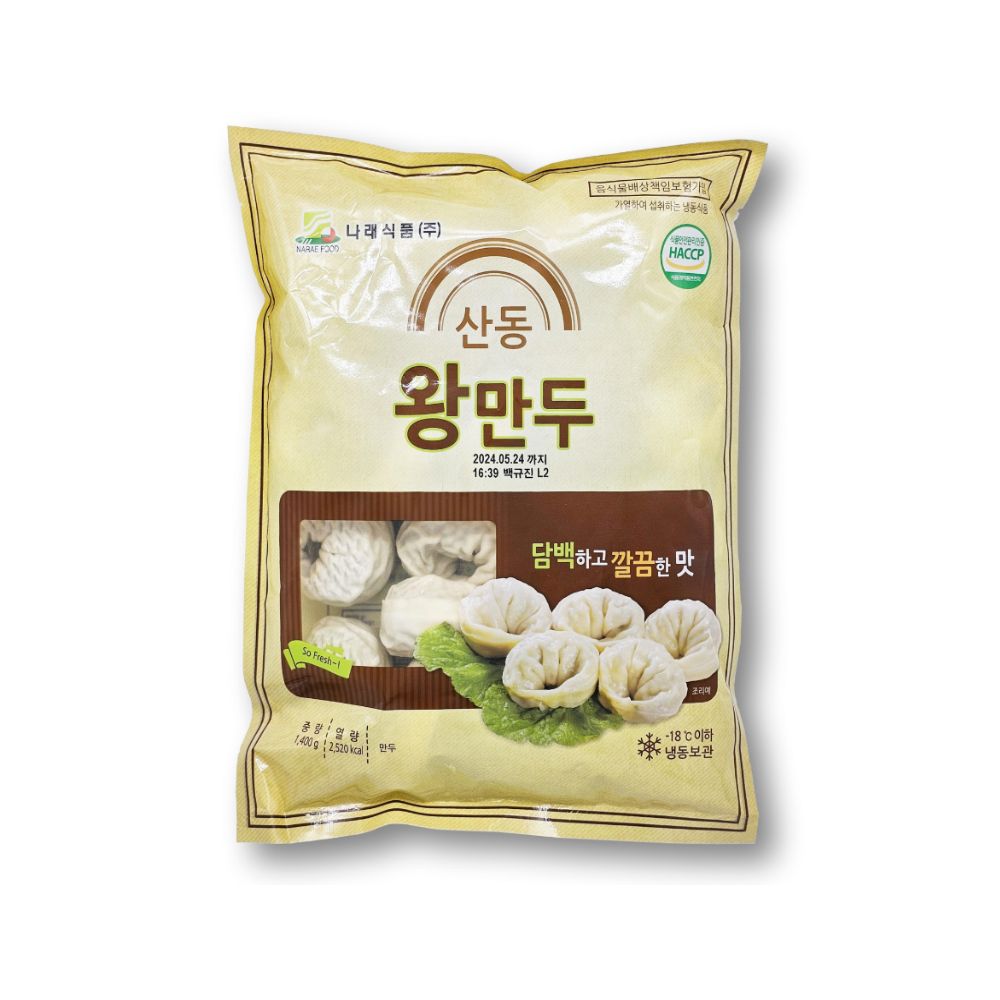 음식물배상책임보험가입
가열하여 섭취하는 냉동식품
나래식품(주)
NARAE FOOD
HACCP
산동
왕만두
2024.05.24 까지
16:39 백규진 L2
담백하고 깔끔한 맛
So Fresh~!
조리예
중량
1,400 g
열량
2,520 kcal
만두
-18℃ 이하
냉동보관